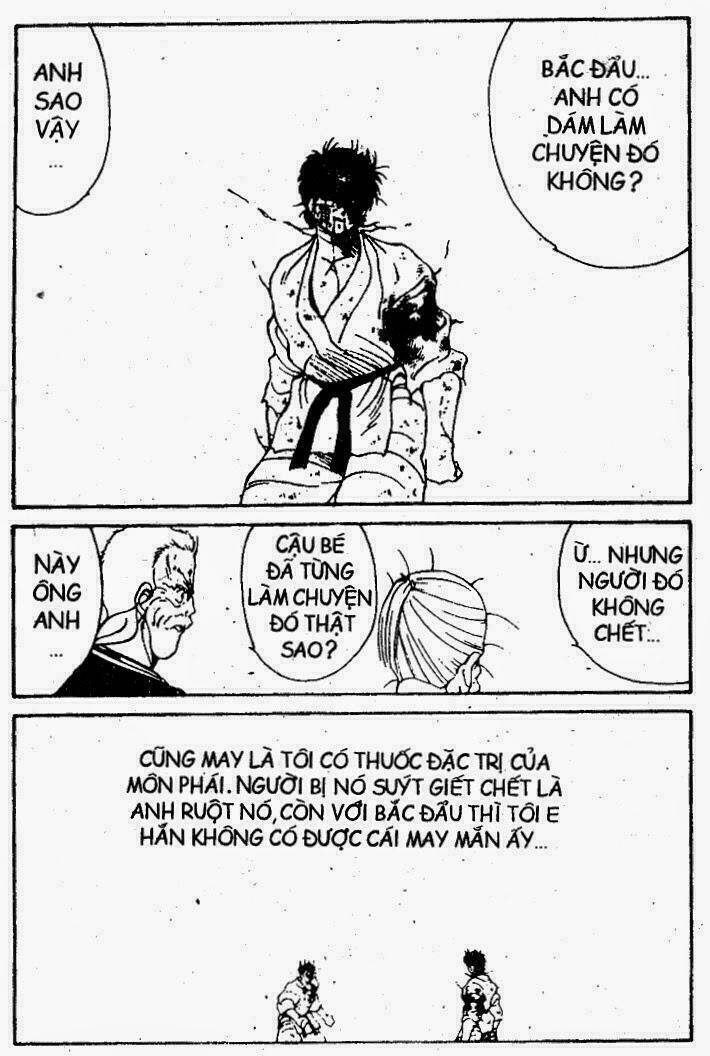 BẮC ĐẨU...
ANH CÓ
DÁM LÀM
CHUYỆN ĐÓ
KHÔNG?
ANH
SAO
VẬY
...
Ừ... NHƯNG
NGƯỜI ĐÓ
KHÔNG
CHẾT...
CẬU BÉ
ĐÃ TỪNG
LÀM CHUYỆN
ĐÓ THẬT
SAO?
NÀY
ÔNG
ANH
...
CŨNG MAY LÀ TÔI CÓ THUỐC ĐẶC TRỊ CỦA
MÔN PHÁI. NGƯỜI BỊ NÓ SUÝT GIẾT CHẾT LÀ
ANH RUỘT NÓ, CÒN VỚI BẮC ĐẨU THÌ TÔI E
HẮN KHÔNG CÓ ĐƯỢC CÁI MAY MẮN ẤY...